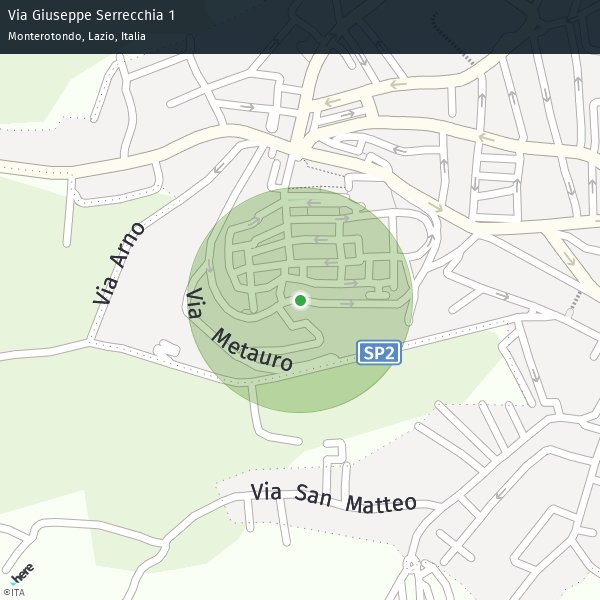 Via Giuseppe Serrecchia 1
Monterotondo, Lazio, Italia
Via Arno
Via Metauro
SP2
Via San Matteo
here
©ITA